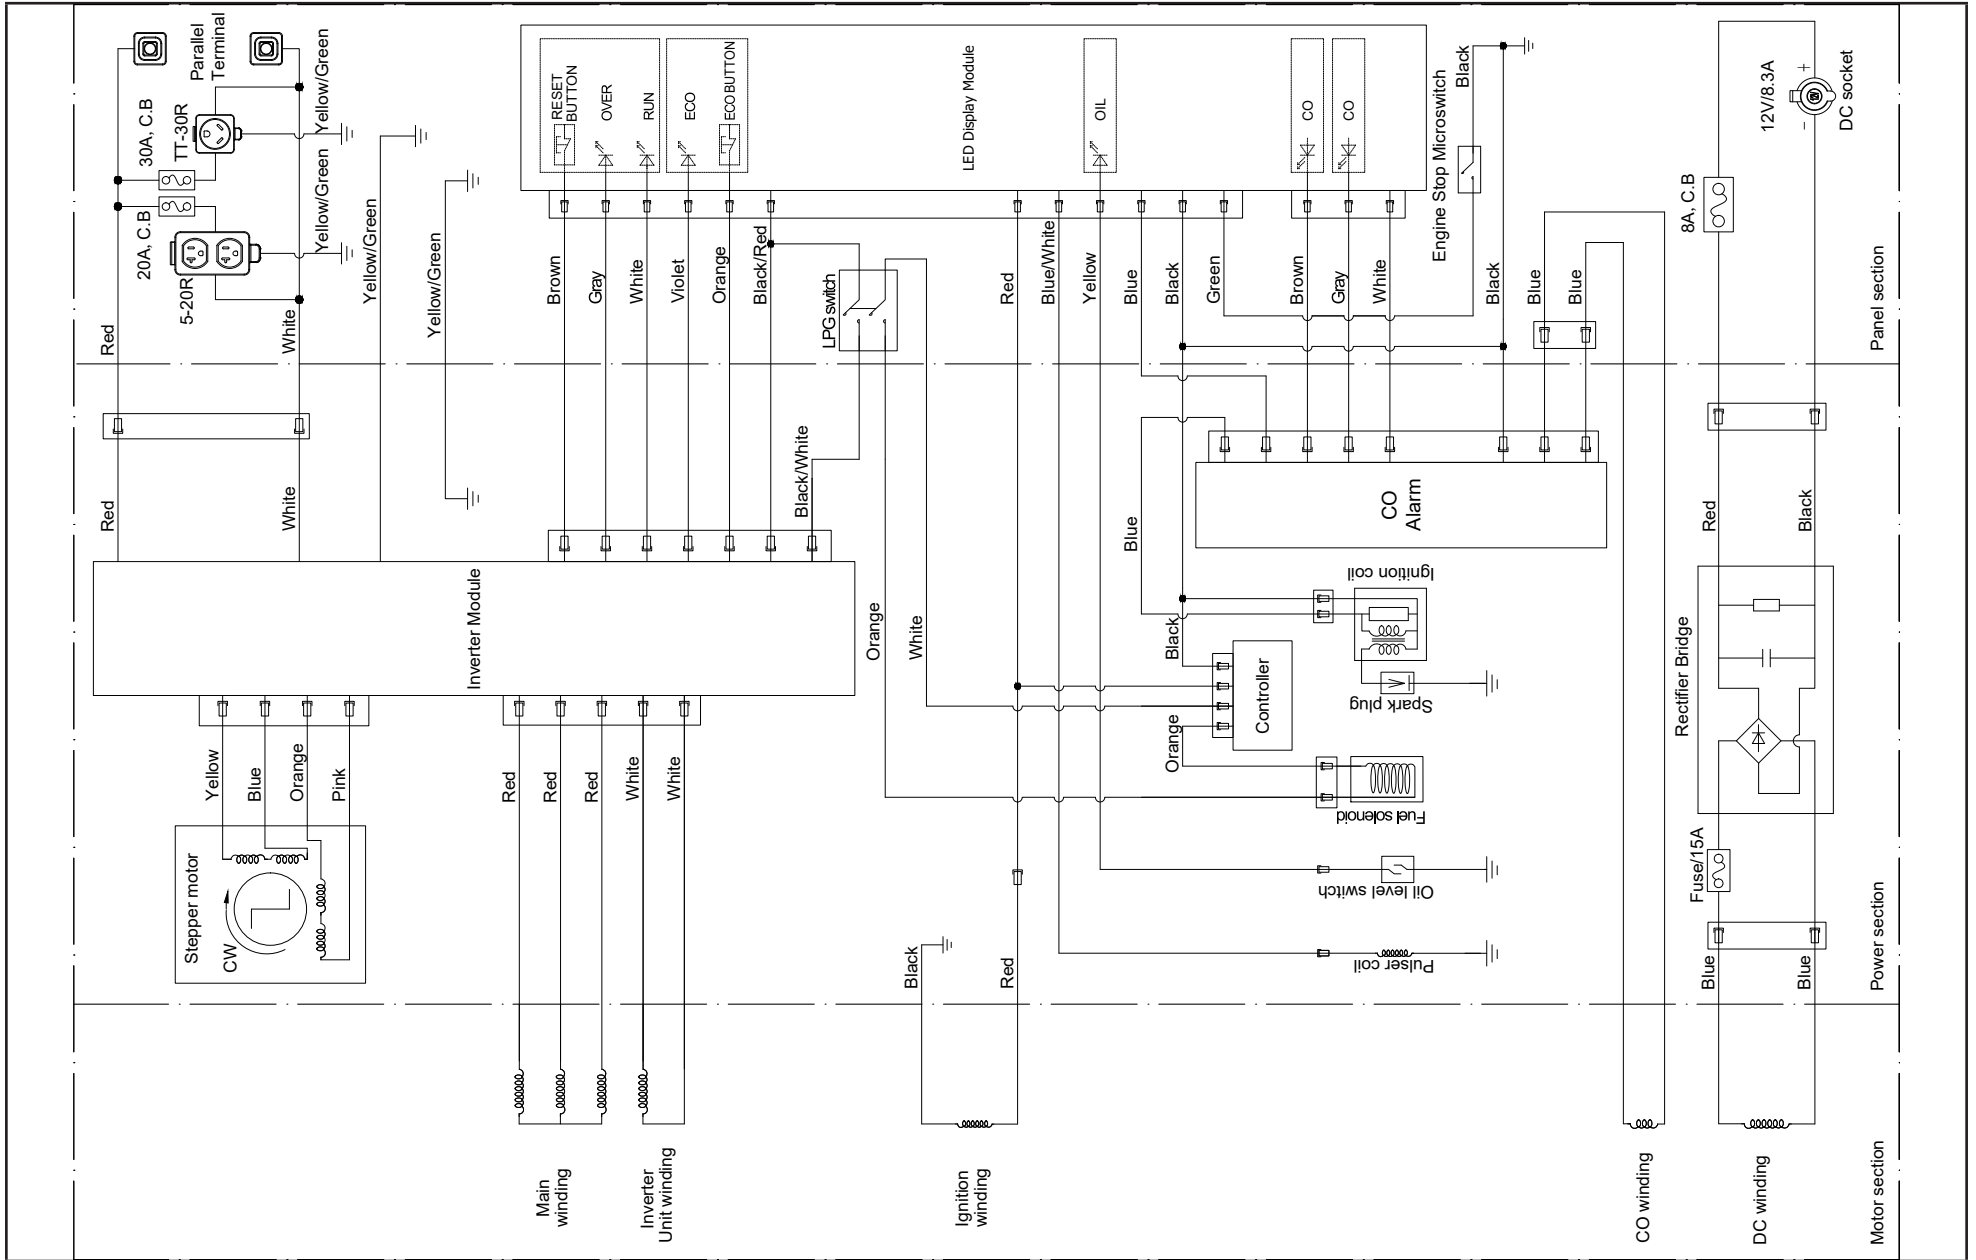 Parallel
Terminal
30A, C.B
TT-30R
Yellow/Green
Yellow/Green
Yellow/Green
20A, C.B
5-20R
Red
White
Yellow/Green
Yellow/Green
Red
White
Inverter Module
Yellow
Blue
Orange
Pink
Stepper motor
CW
Red
Red
Red
White
White
Main
winding
Inverter
Unit winding
RESET
BUTTON
OVER
RUN
ECO
ECOBUTTON
LED Display Module
OIL
CO
CO
Brown
Gray
White
Violet
Orange
Black/Red
LPG switch
Black/White
Orange
White
Red
Blue/White
Yellow
Blue
Black
Green
Brown
Gray
White
Black
Engine Stop Microswitch
Black
Blue
Blue
CO
Alarm
Blue
Black
Ignition coil
Controller
Spark plug
Orange
Fuel solenoid
Oil level switch
Pulser coil
Black
Red
Ignition
winding
CO winding
12V/8.3A
+
-
DC socket
8A, C.B
Red
Black
Rectifier Bridge
Fuse/15A
Blue
Blue
DC winding
Panel section
Power section
Motor section